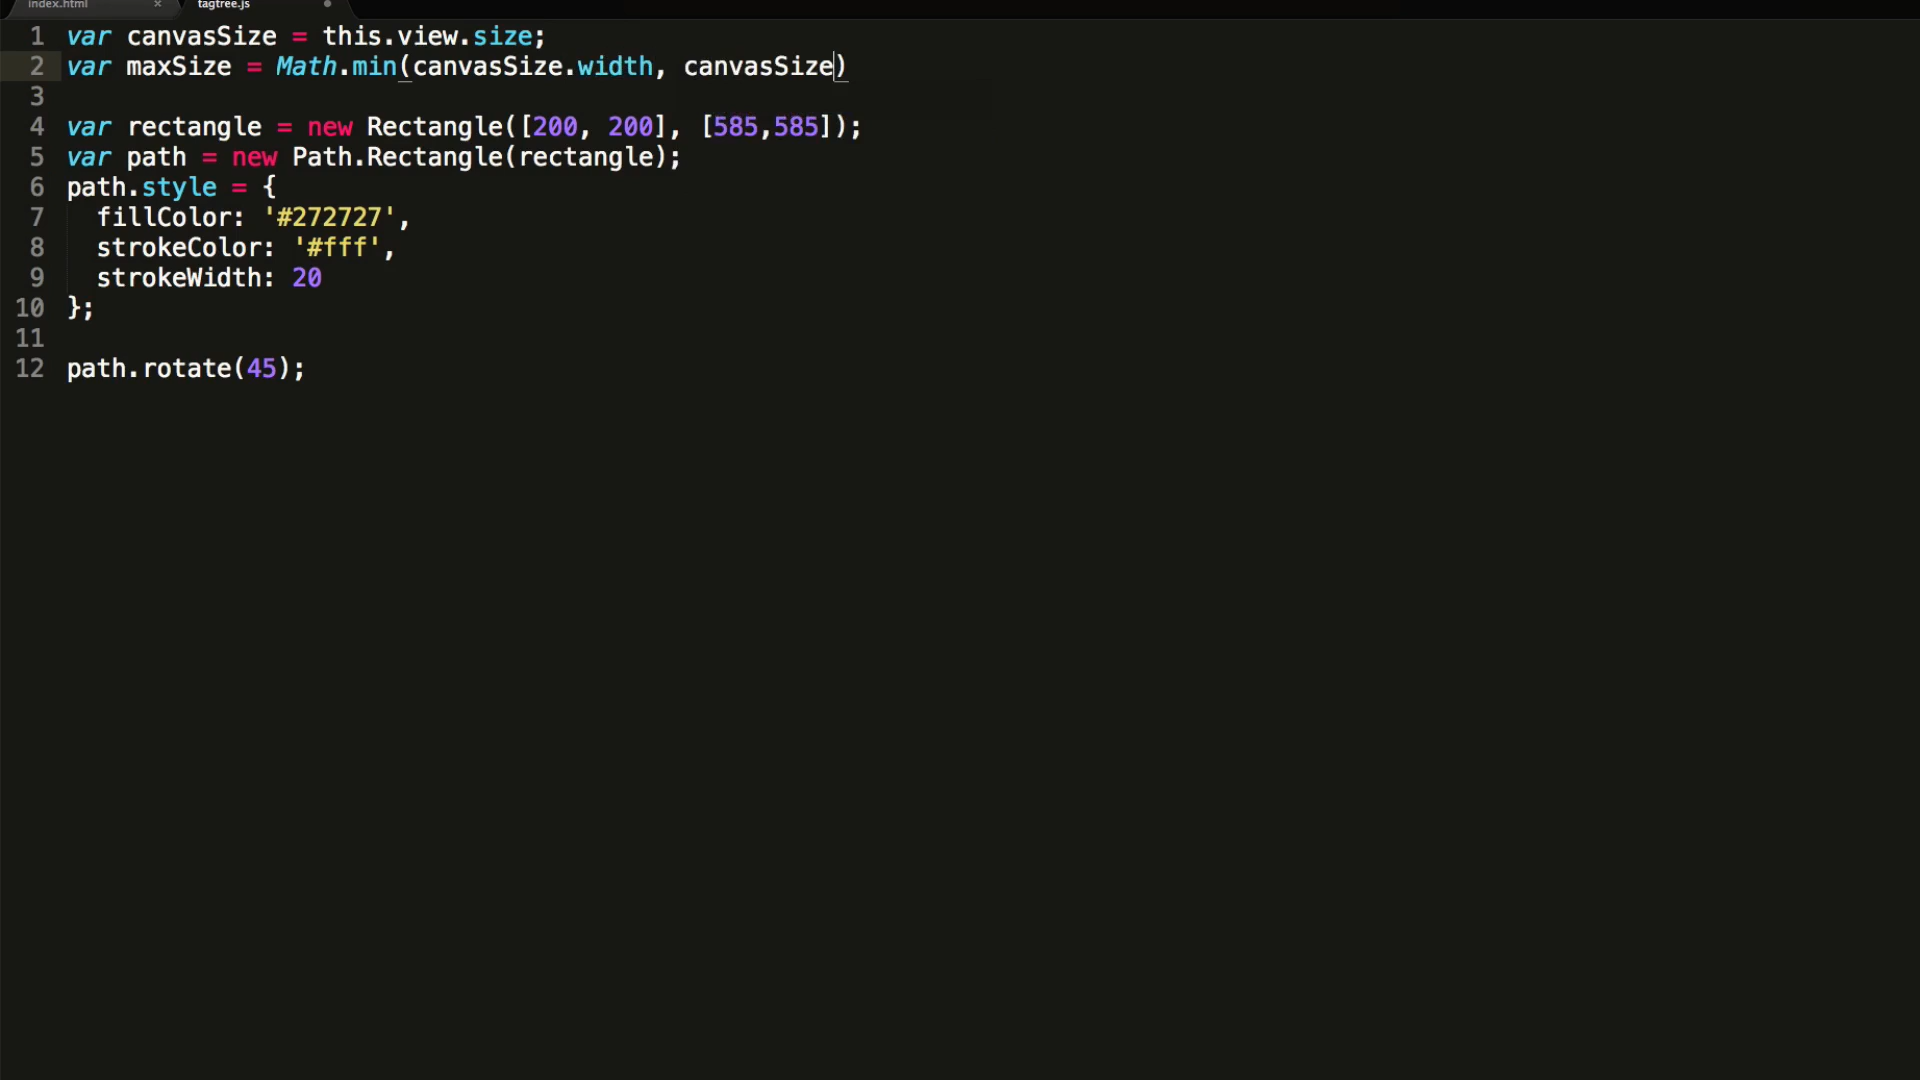 index.html × tagtree.js
1 var canvasSize = this.view.size;
2 var maxSize = Math.min(canvasSize.width, canvasSize)
3
4 var rectangle = new Rectangle([200, 200], [585,585]);
5 var path = new Path.Rectangle(rectangle);
6 path.style = {
7   fillColor: '#272727',
8   strokeColor: '#fff',
9   strokeWidth: 20
10 };
11
12 path.rotate(45);